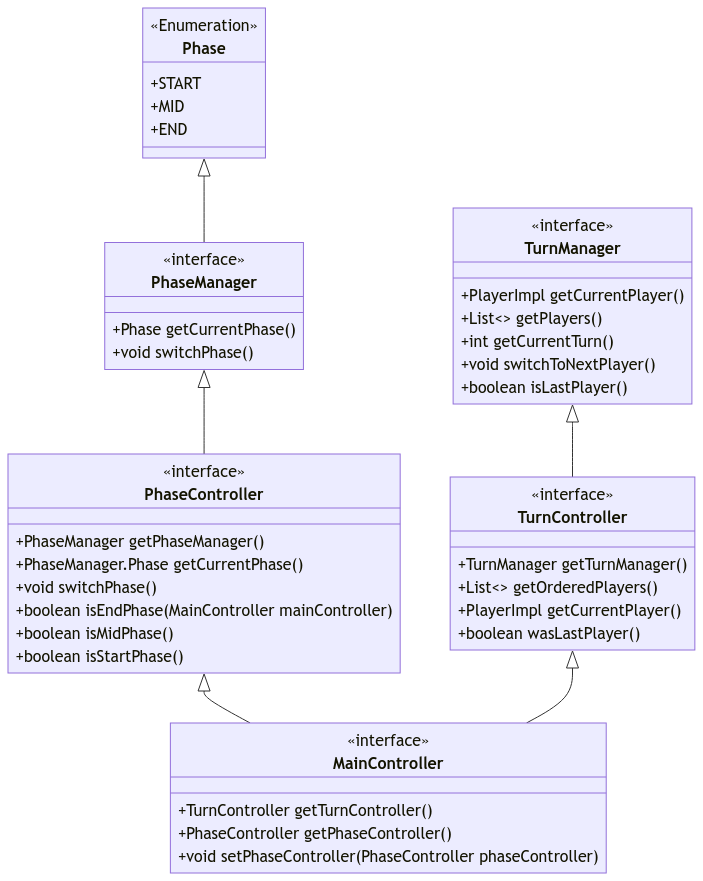 «Enumeration»
Phase
+START
+MID
+END
«interface»
PhaseManager
+Phase getCurrentPhase()
+void switchPhase()
«interface»
TurnManager
+PlayerImpl getCurrentPlayer()
+List<> getPlayers()
+int getCurrentTurn()
+void switchToNextPlayer()
+boolean isLastPlayer()
«interface»
PhaseController
+PhaseManager getPhaseManager()
+PhaseManager.Phase getCurrentPhase()
+void switchPhase()
+boolean isEndPhase(MainController mainController)
+boolean isMidPhase()
+boolean isStartPhase()
«interface»
TurnController
+TurnManager getTurnManager()
+List<> getOrderedPlayers()
+PlayerImpl getCurrentPlayer()
+boolean wasLastPlayer()
«interface»
MainController
+TurnController getTurnController()
+PhaseController getPhaseController()
+void setPhaseController(PhaseController phaseController)